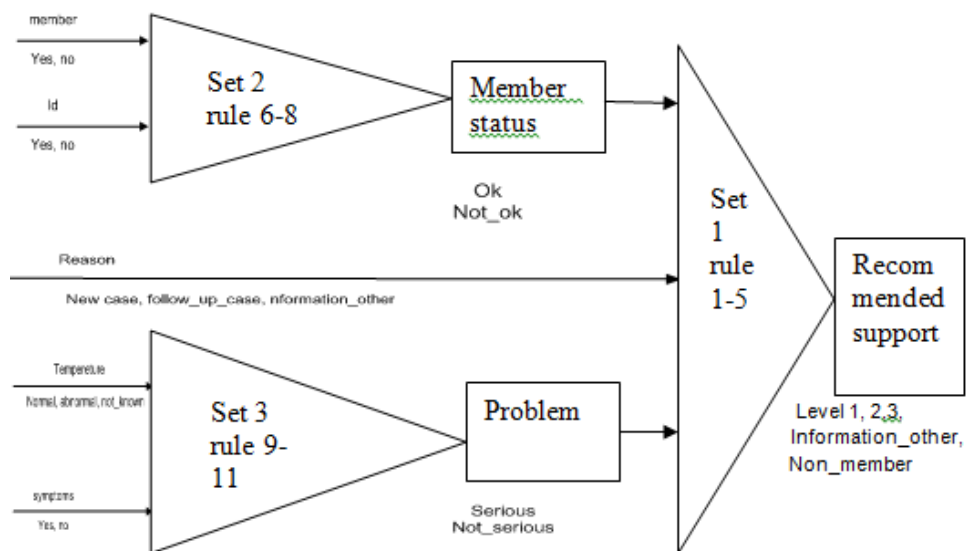 member
Yes, no
Id
Yes, no
Set 2
rule 6-8
Member
status
Ok
Not_ok
Reason
New case, follow_up_case, nformation_other
Tempereture
Normal, abnormal, not_known
symptoms
Yes, no
Set 3
rule 9-
11
Problem
Serious
Not_serious
Set
1
rule
1-5
Recom
mended
support
Level 1, 2,3,
Information_other,
Non_member